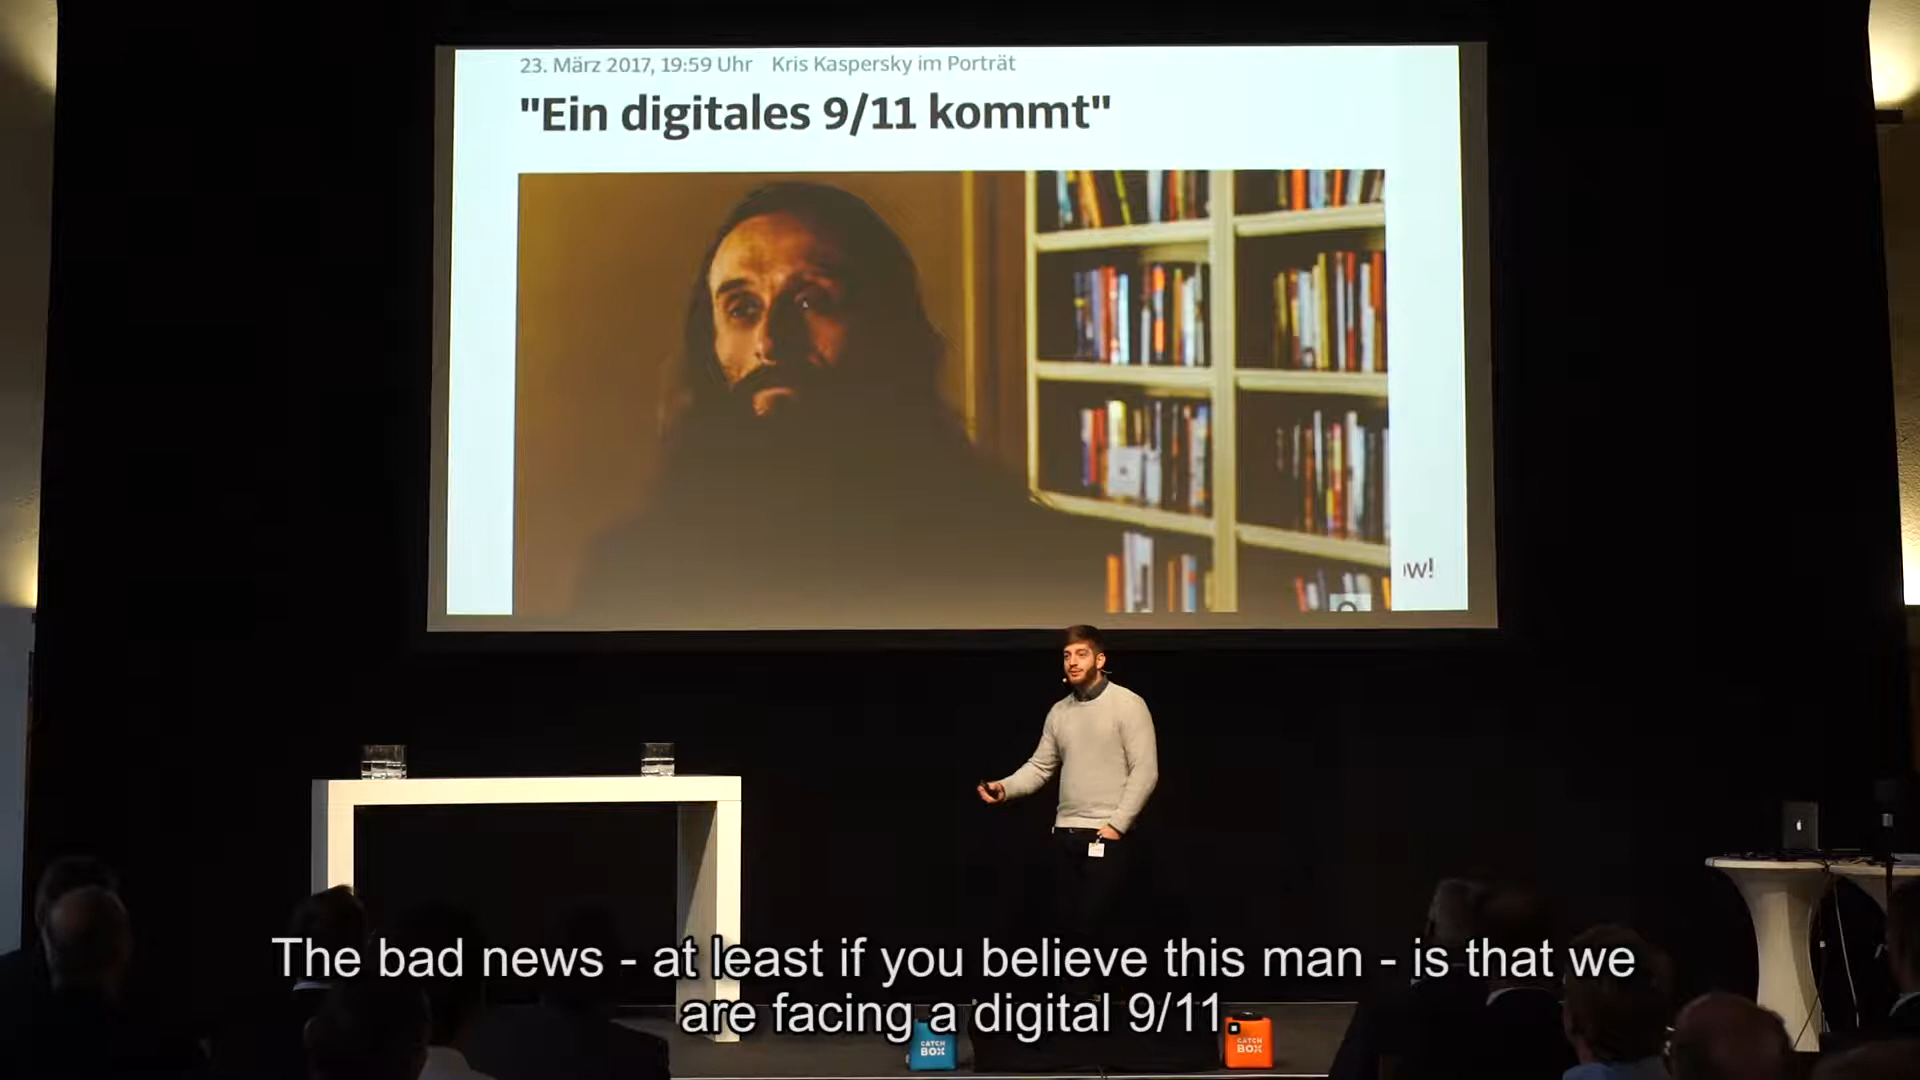 23. März 2017, 19:59 Uhr Kris Kaspersky im Porträt
"Ein digitales 9/11 kommt"
ow!
The bad news - at least if you believe this man - is that we
are facing a digital 9/11.
CATCH
BOX
CATCH
BOX